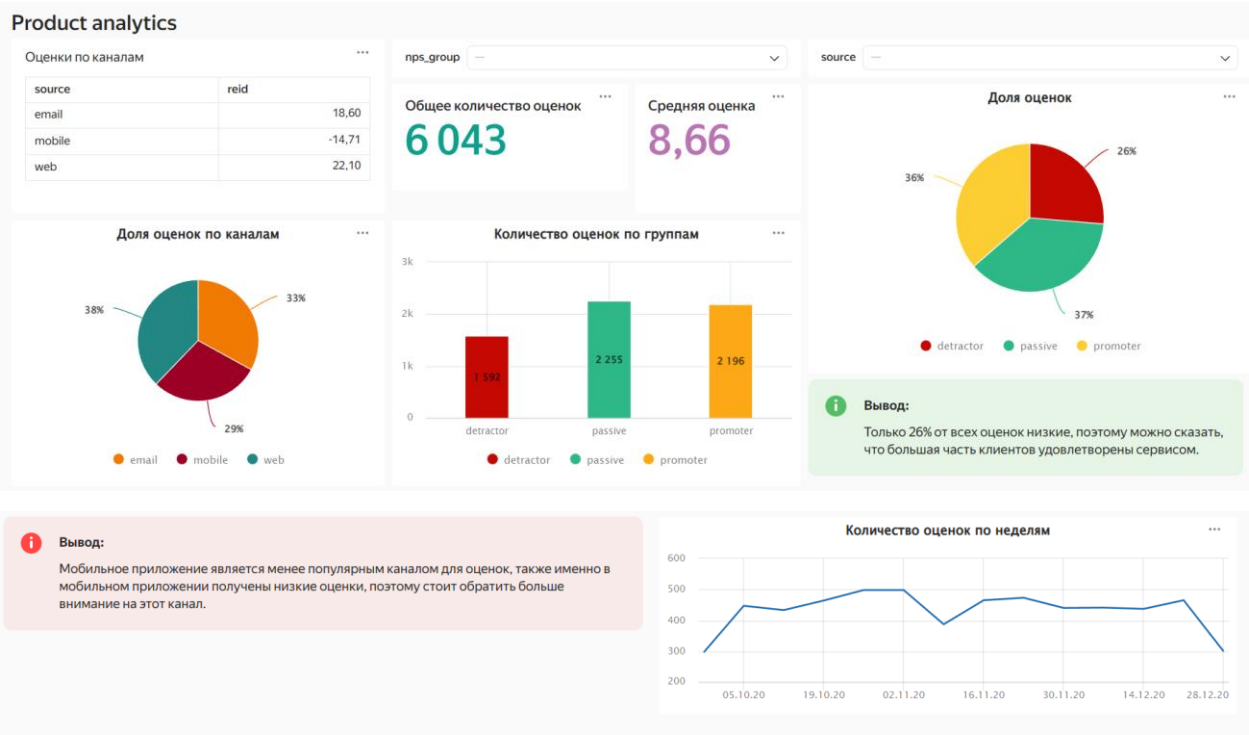 Product analytics
Оценки по каналам
source reid
email 18,60
mobile -14,71
web 22,10
nps_group —
source —
Общее количество оценок
6 043
Средняя оценка
8,66
Доля оценок
26%
36%
37%
detractor passive promoter
Доля оценок по каналам
33%
38%
29%
email mobile web
Количество оценок по группам
3k
2k
1k
0
1 592
2 255
2 196
detractor passive promoter
detractor passive promoter
Вывод:
Только 26% от всех оценок низкие, поэтому можно сказать,
что большая часть клиентов удовлетворены сервисом.
Вывод:
Мобильное приложение является менее популярным каналом для оценок, также именно в
мобильном приложении получены низкие оценки, поэтому стоит обратить больше
внимание на этот канал.
Количество оценок по неделям
600
500
400
300
200
05.10.20 19.10.20 02.11.20 16.11.20 30.11.20 14.12.20 28.12.20